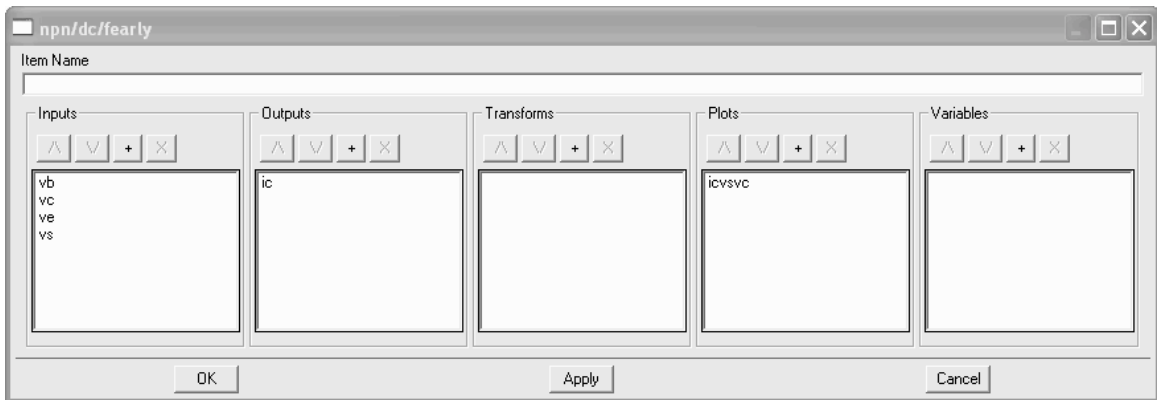 npn/dc/fearly
Item Name
Inputs Outputs Transforms Plots Variables
/\ \/ + X /\ \/ + X /\ \/ + X /\ \/ + X /\ \/ + X
vb ic icvsvc
vc
ve
vs
OK Apply Cancel